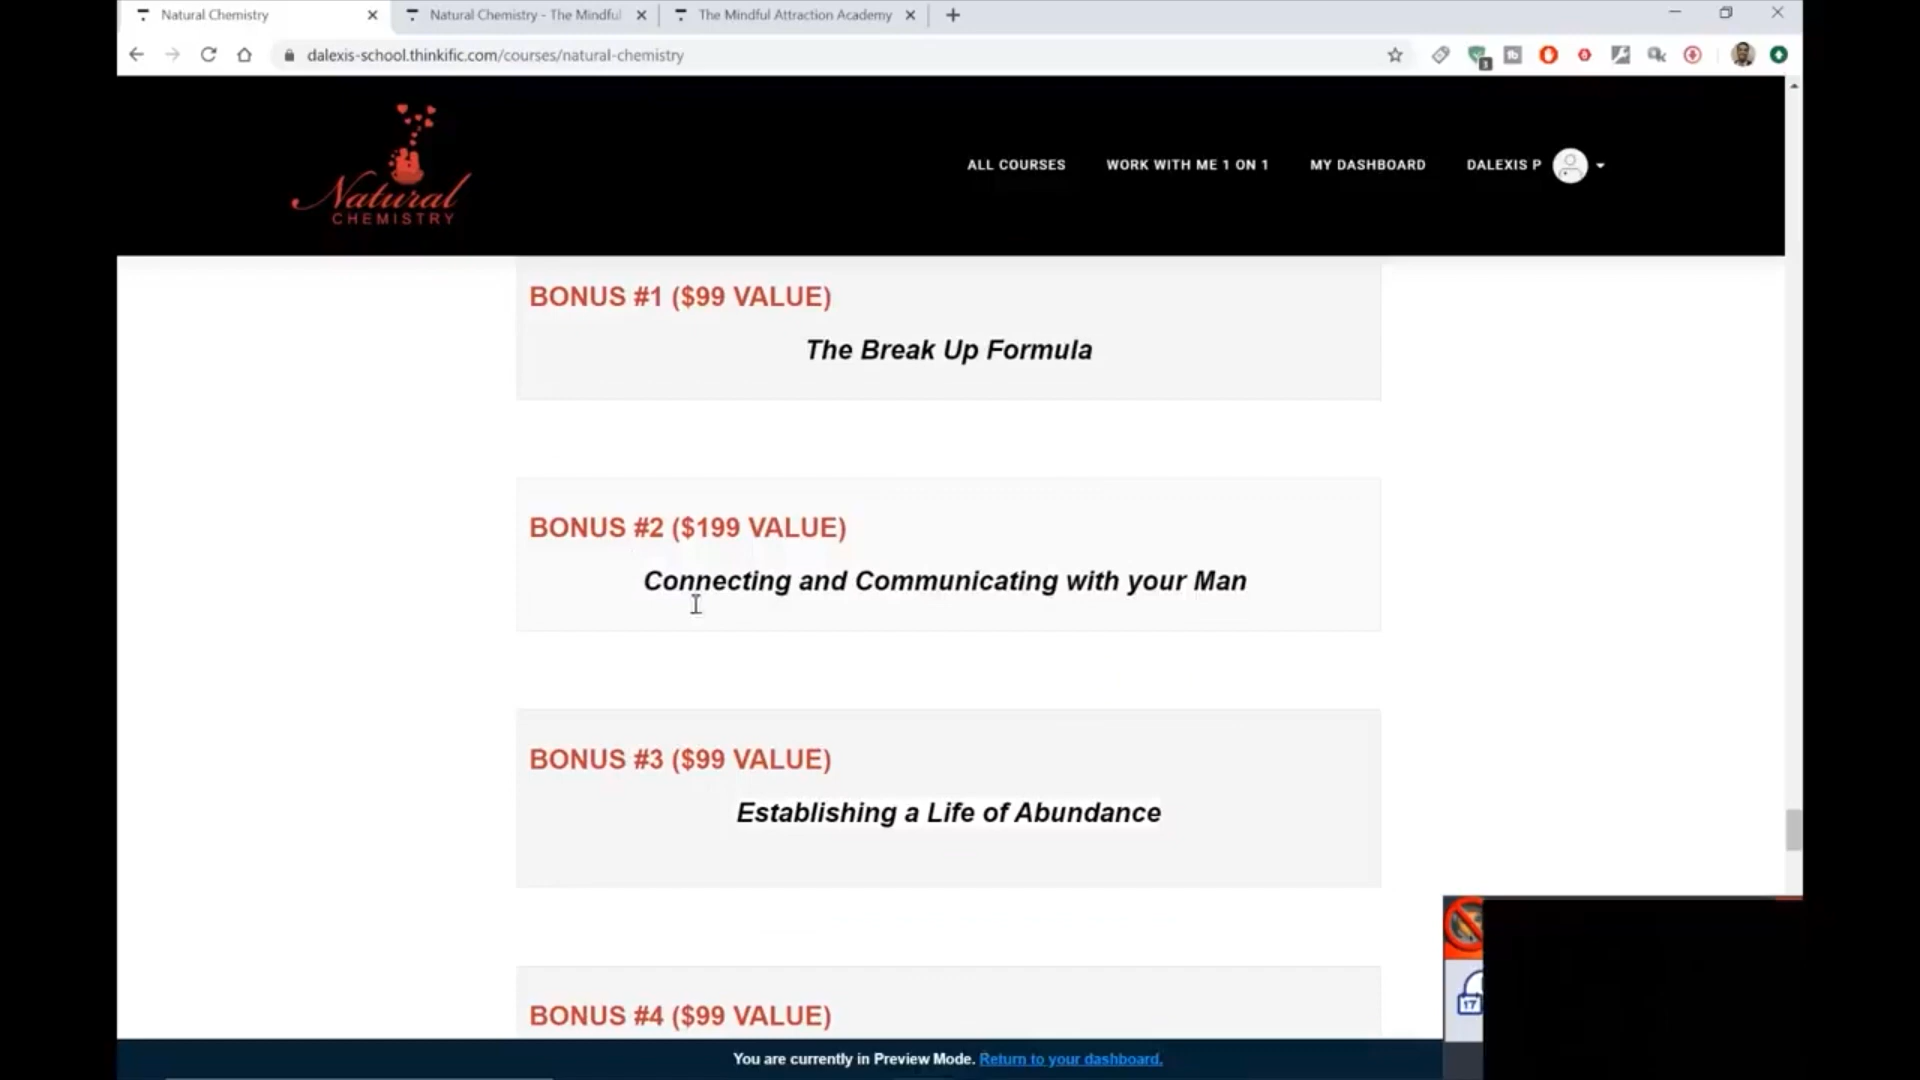 Natural Chemistry
Natural Chemistry - The Mindful
The Mindful Attraction Academy
dalexis-school.thinkific.com/courses/natural-chemistry
Natural
CHEMISTRY
ALL COURSES
WORK WITH ME 1 ON 1
MY DASHBOARD
DALEXIS P
BONUS #1 ($99 VALUE)
The Break Up Formula
BONUS #2 ($199 VALUE)
Connecting and Communicating with your Man
BONUS #3 ($99 VALUE)
Establishing a Life of Abundance
BONUS #4 ($99 VALUE)
You are currently in Preview Mode. Return to your dashboard.
17